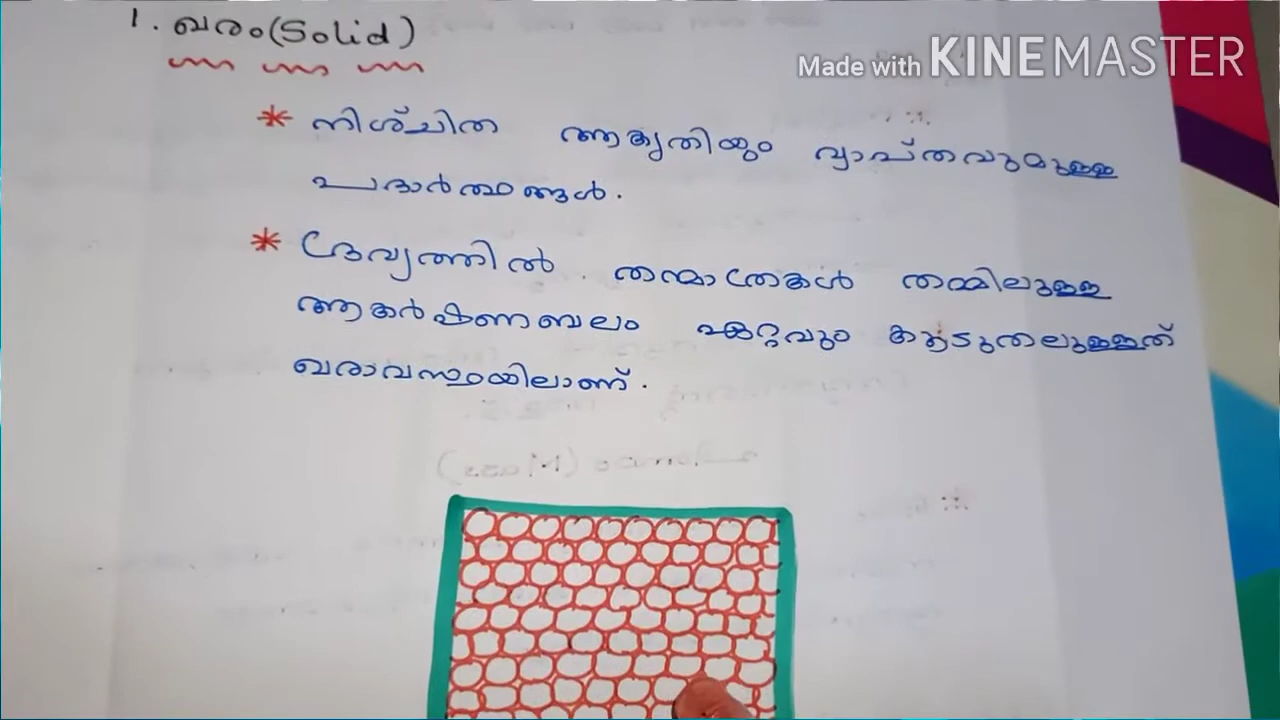 1. ഖരം(Solid)
Made with KINEMASTER
* നിശ്ചിത ആകൃതിയും വ്യാപ്തവുമുള്ള
പദാർത്ഥങ്ങൾ.
* ദ്രവ്യത്തിൽ തന്മാത്രകൾ തമ്മിലുള്ള
ആകർഷണബലം ഏറ്റവും കൂടുതലുള്ളത്
ഖരാവസ്ഥയിലാണ്.